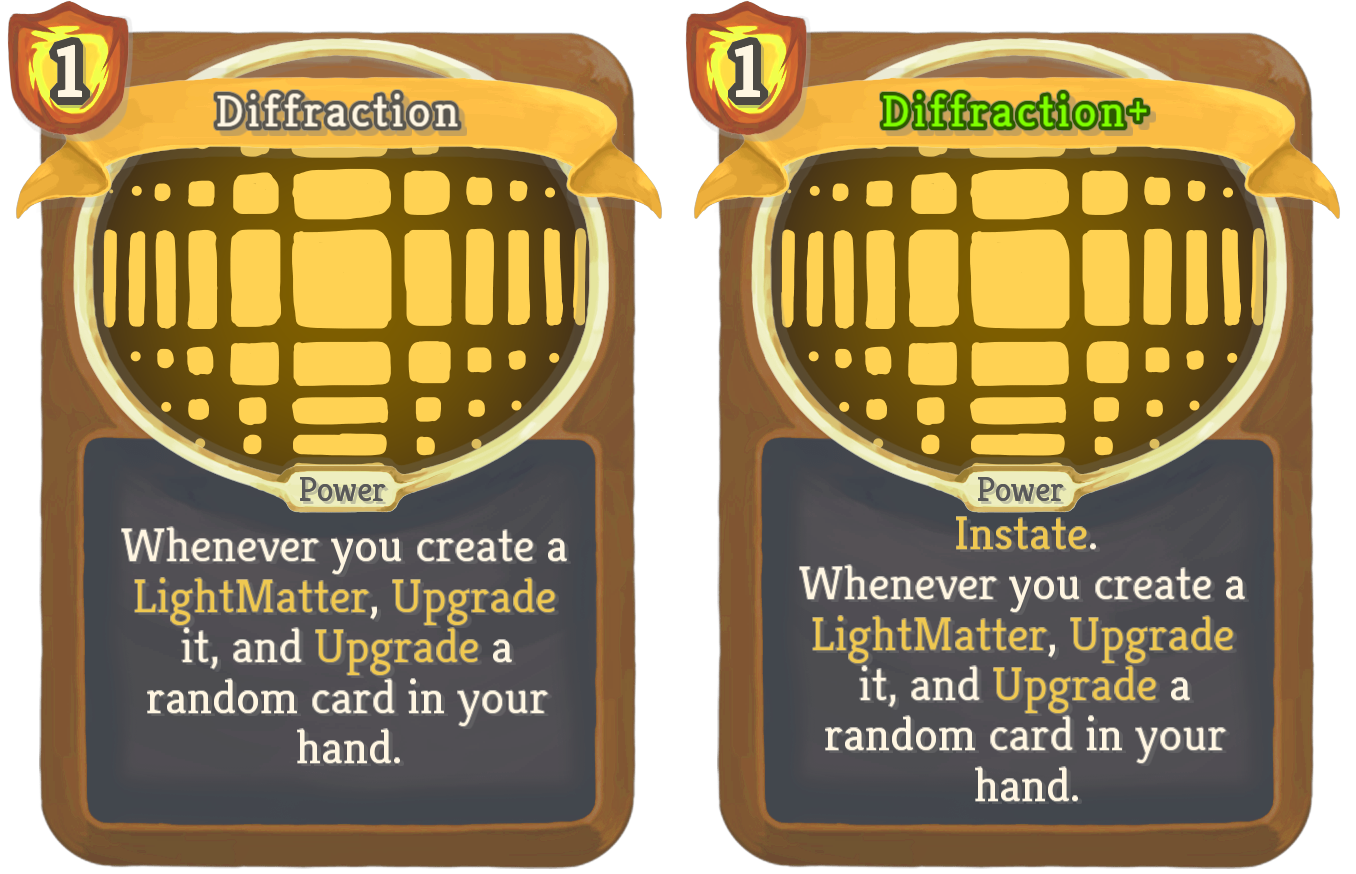 1
Diffraction
Power
Whenever you create a
LightMatter, Upgrade
it, and Upgrade a
random card in your
hand.
1
Diffraction+
Power
Instate.
Whenever you create a
LightMatter, Upgrade
it, and Upgrade a
random card in your
hand.